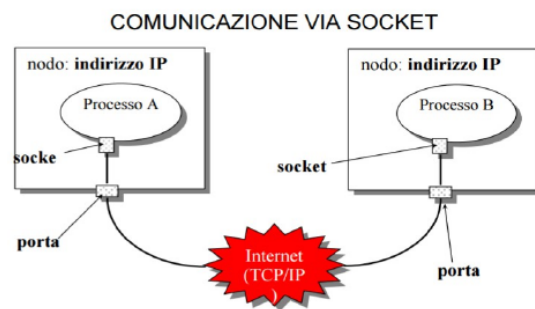 COMUNICAZIONE VIA SOCKET
nodo: indirizzo IP
Processo A
socke
porta
nodo: indirizzo IP
Processo B
socket
porta
Internet
(TCP/IP
)